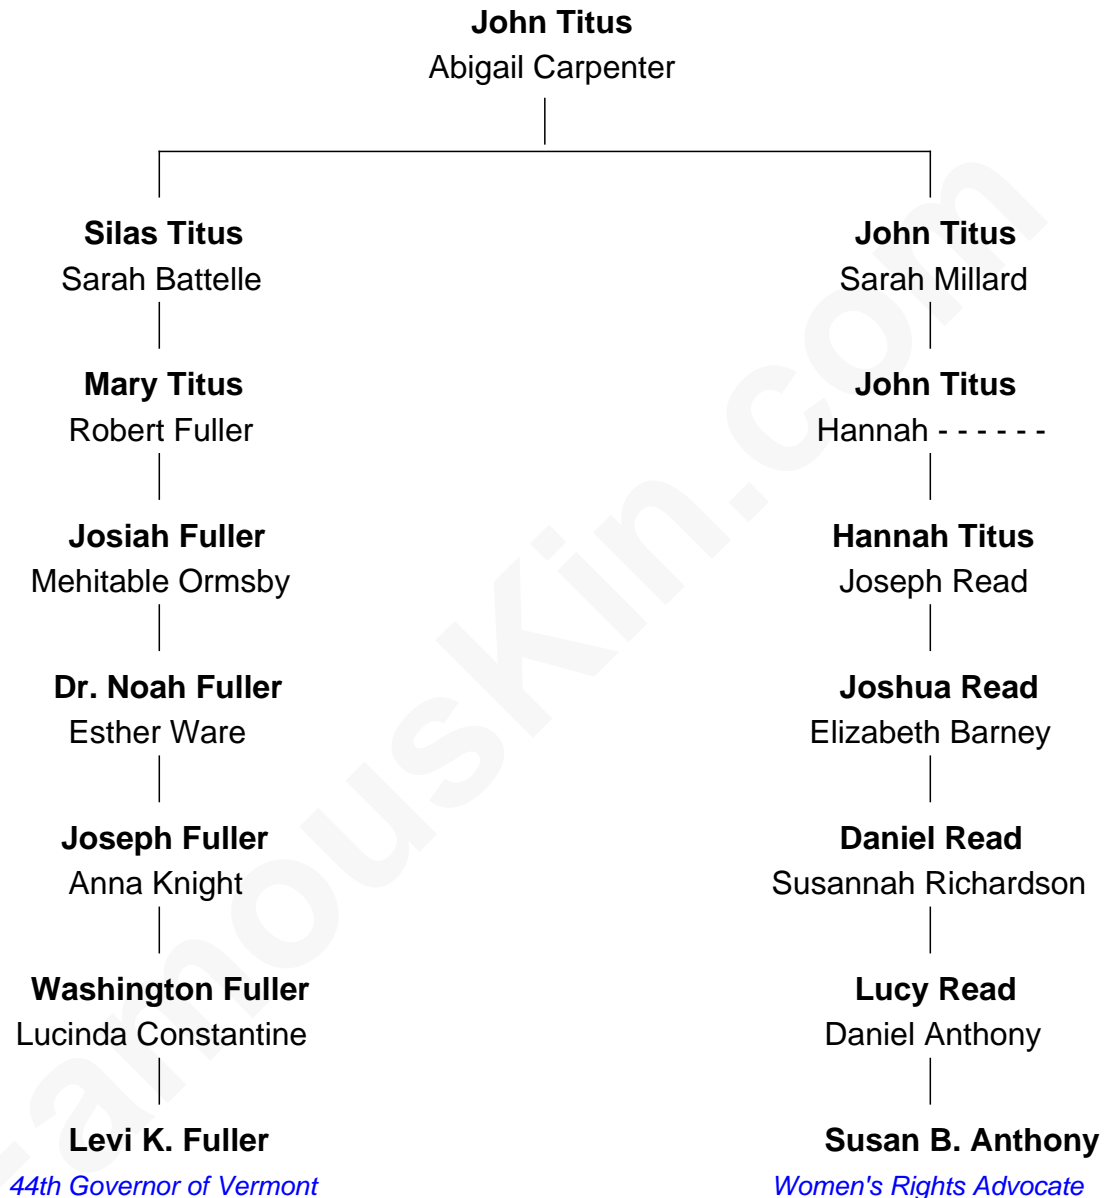 John Titus
Abigail Carpenter
Silas Titus
Sarah Battelle
John Titus
Sarah Millard
Mary Titus
Robert Fuller
John Titus
Hannah - - - - - -
Josiah Fuller
Mehitable Ormsby
Hannah Titus
Joseph Read
Dr. Noah Fuller
Esther Ware
Joshua Read
Elizabeth Barney
Joseph Fuller
Anna Knight
Daniel Read
Susannah Richardson
Washington Fuller
Lucinda Constantine
Lucy Read
Daniel Anthony
Levi K. Fuller
44th Governor of Vermont
Susan B. Anthony
Women's Rights Advocate
FamousKin.com